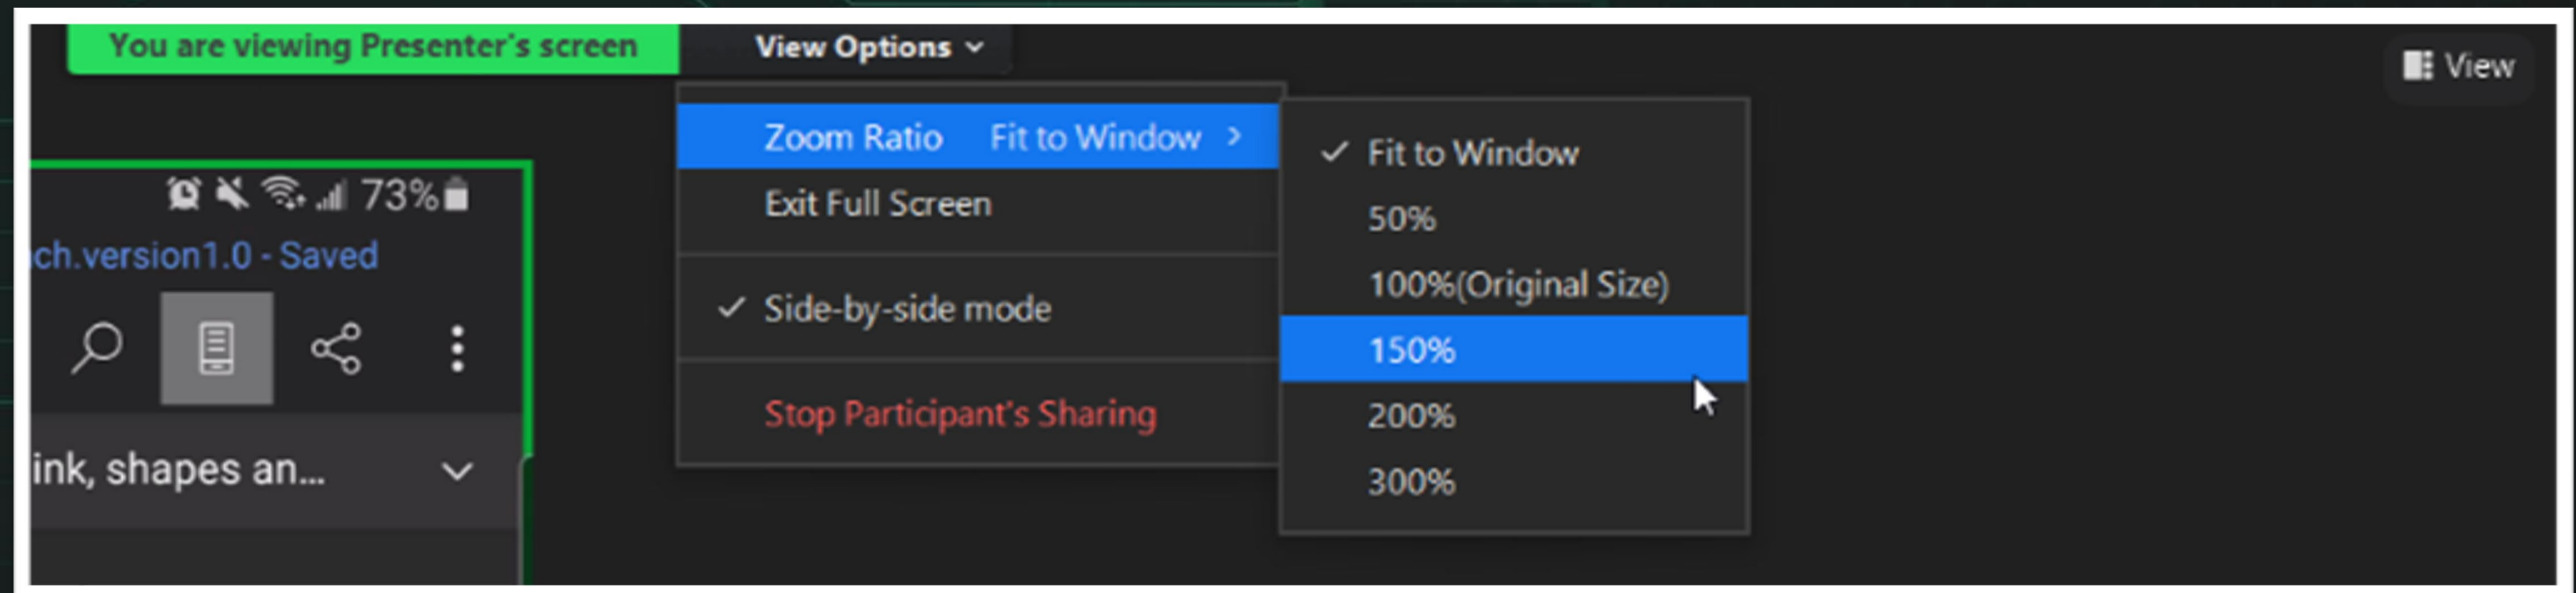 You are viewing Presenter's screen
View Options
View
Zoom Ratio Fit to Window
Exit Full Screen
Side-by-side mode
Stop Participant's Sharing
Fit to Window
50%
100%(Original Size)
150%
200%
300%
73%
ch.version1.0 - Saved
ink, shapes an...